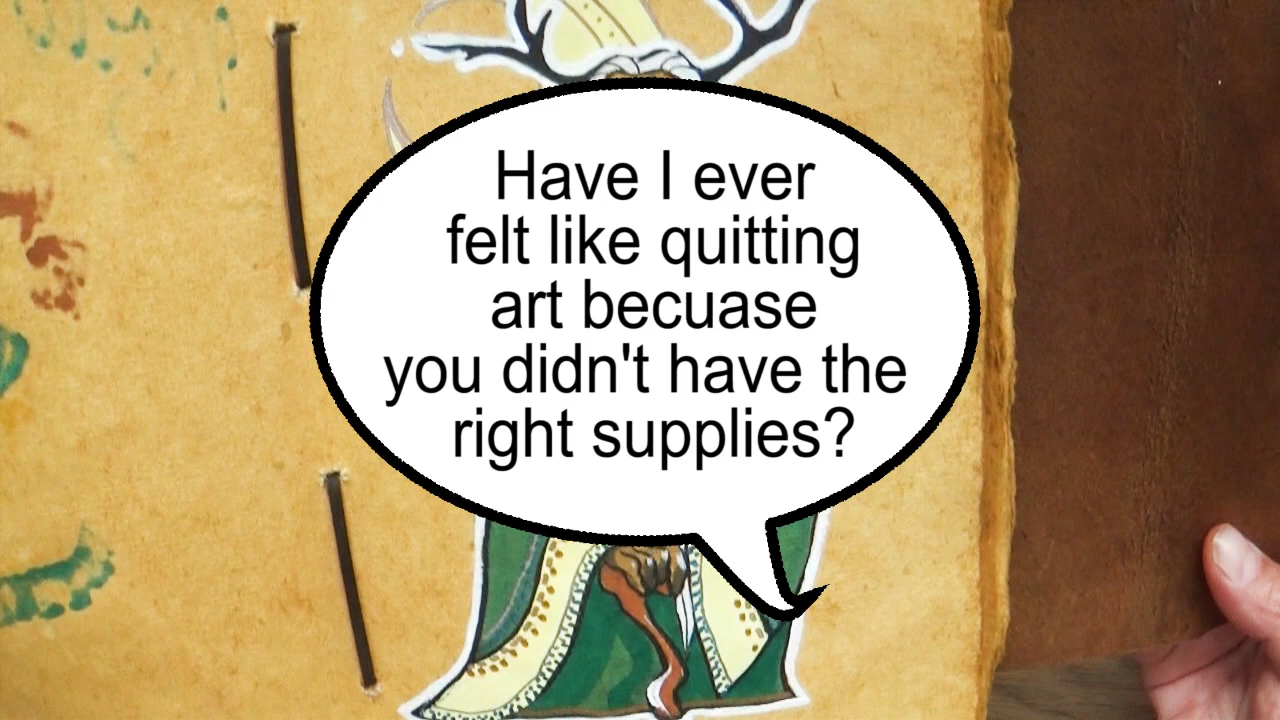 Have I ever
felt like quitting
art becuase
you didn't have the
right supplies?